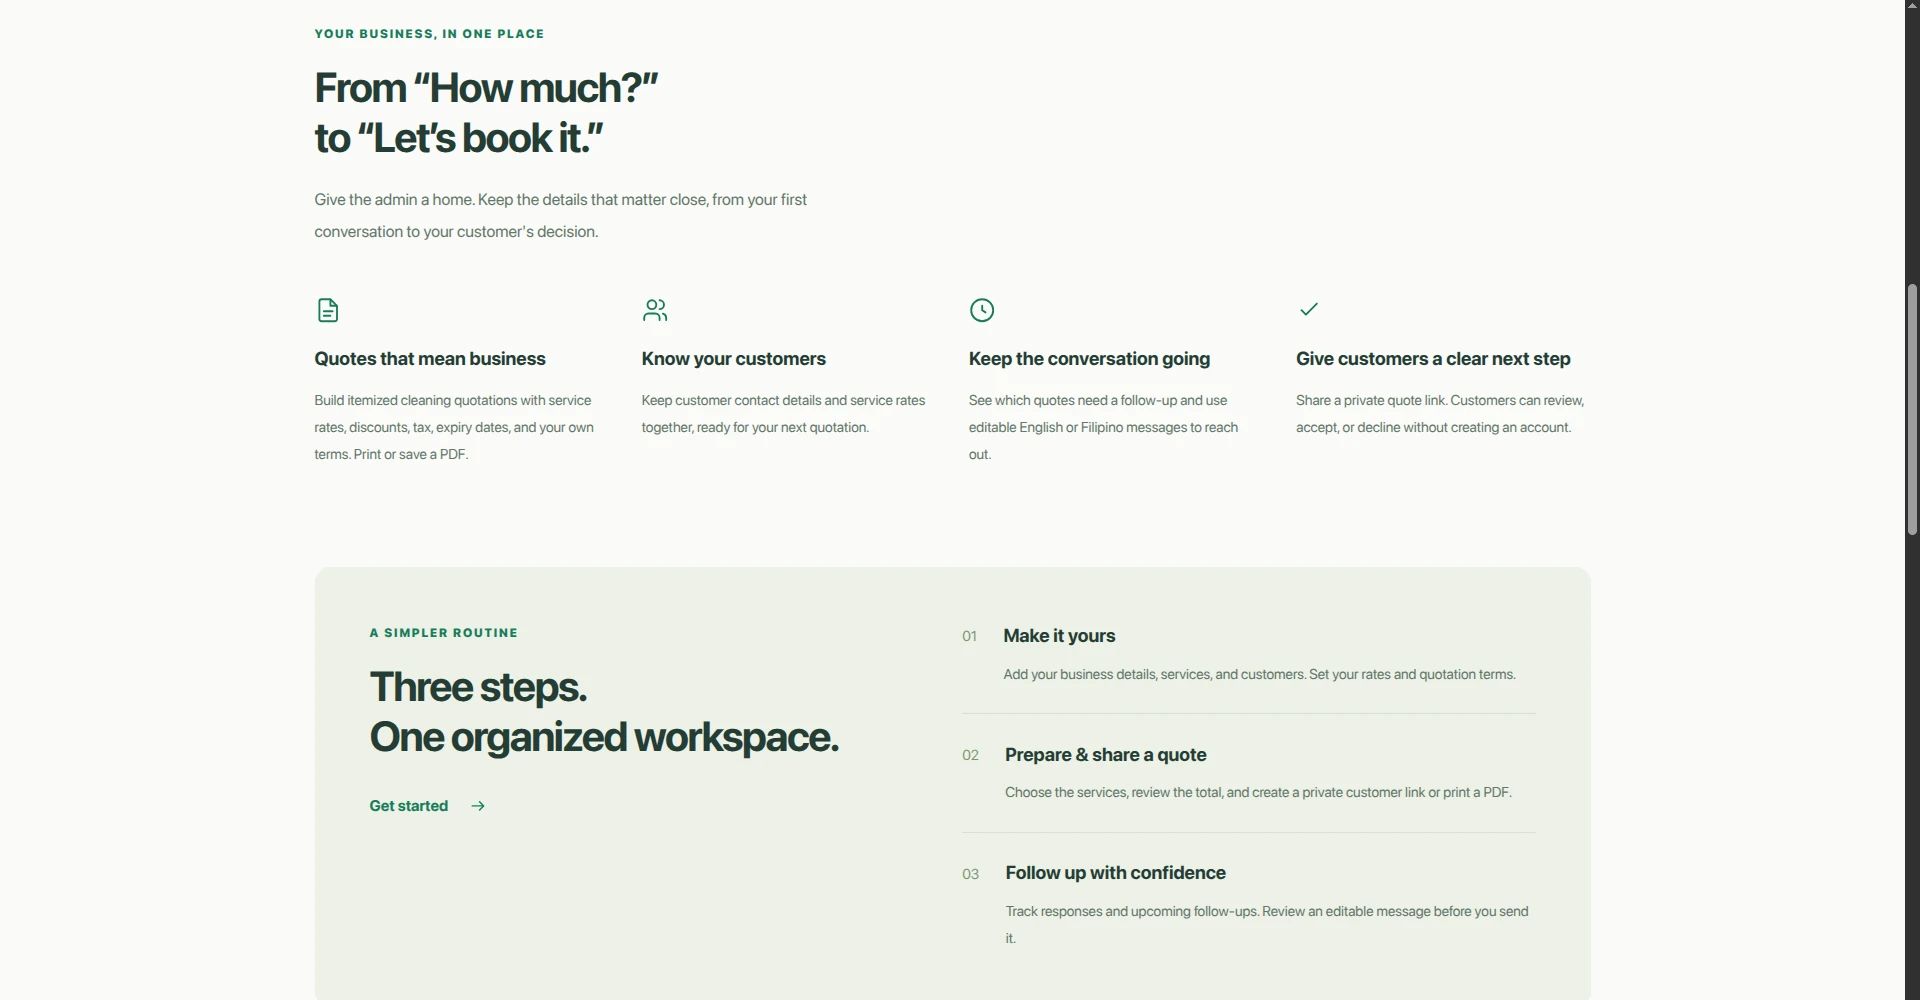 YOUR BUSINESS, IN ONE PLACE
From “How much?”
to “Let’s book it.”
Give the admin a home. Keep the details that matter close, from your first
conversation to your customer's decision.
Quotes that mean business
Build itemized cleaning quotations with service
rates, discounts, tax, expiry dates, and your own
terms. Print or save a PDF.
Know your customers
Keep customer contact details and service rates
together, ready for your next quotation.
Keep the conversation going
See which quotes need a follow-up and use
editable English or Filipino messages to reach
out.
Give customers a clear next step
Share a private quote link. Customers can review,
accept, or decline without creating an account.
A SIMPLER ROUTINE
Three steps.
One organized workspace.
Get started
01 Make it yours
Add your business details, services, and customers. Set your rates and quotation terms.
02 Prepare & share a quote
Choose the services, review the total, and create a private customer link or print a PDF.
03 Follow up with confidence
Track responses and upcoming follow-ups. Review an editable message before you send
it.